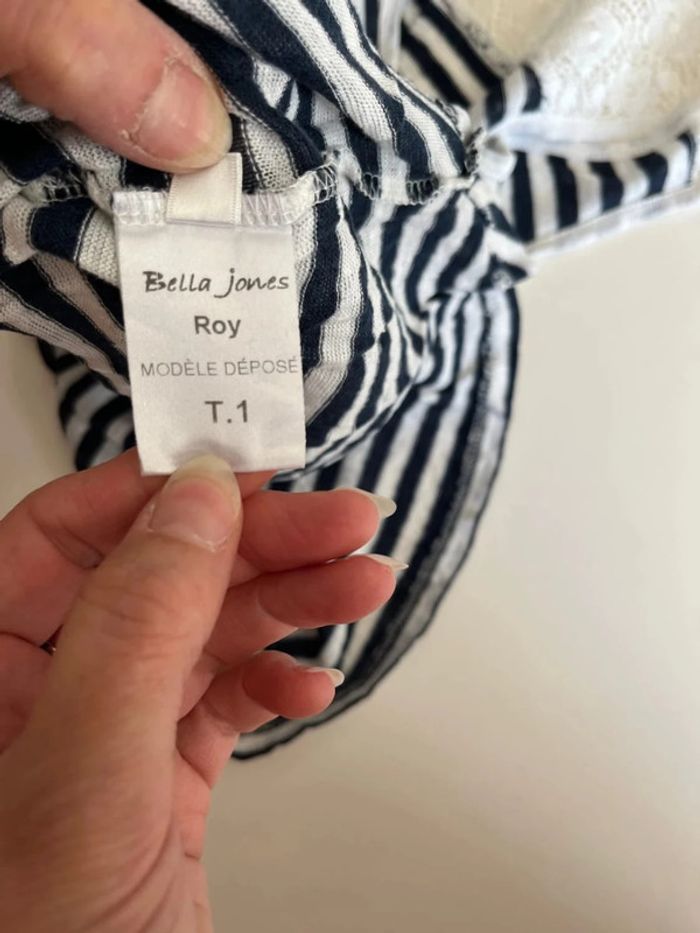 Bella jones
Roy
MODÈLE DÉPOSÉ
T.1